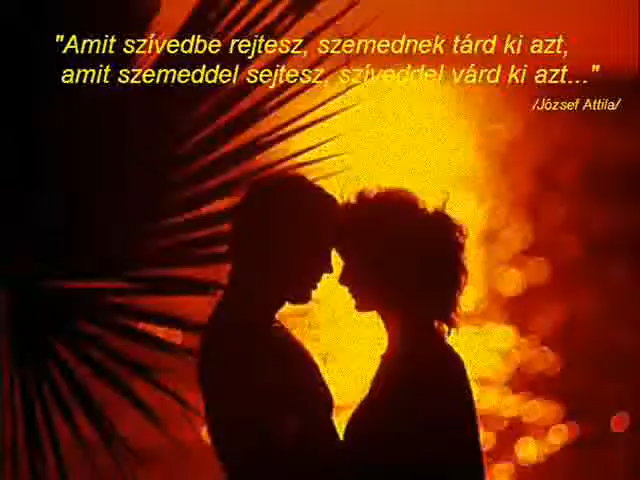 "Amit szívedbe rejtesz, szemednek tárd ki azt,
amit szemeddel sejtesz, szíveddel várd ki azt..."
/József Attila/